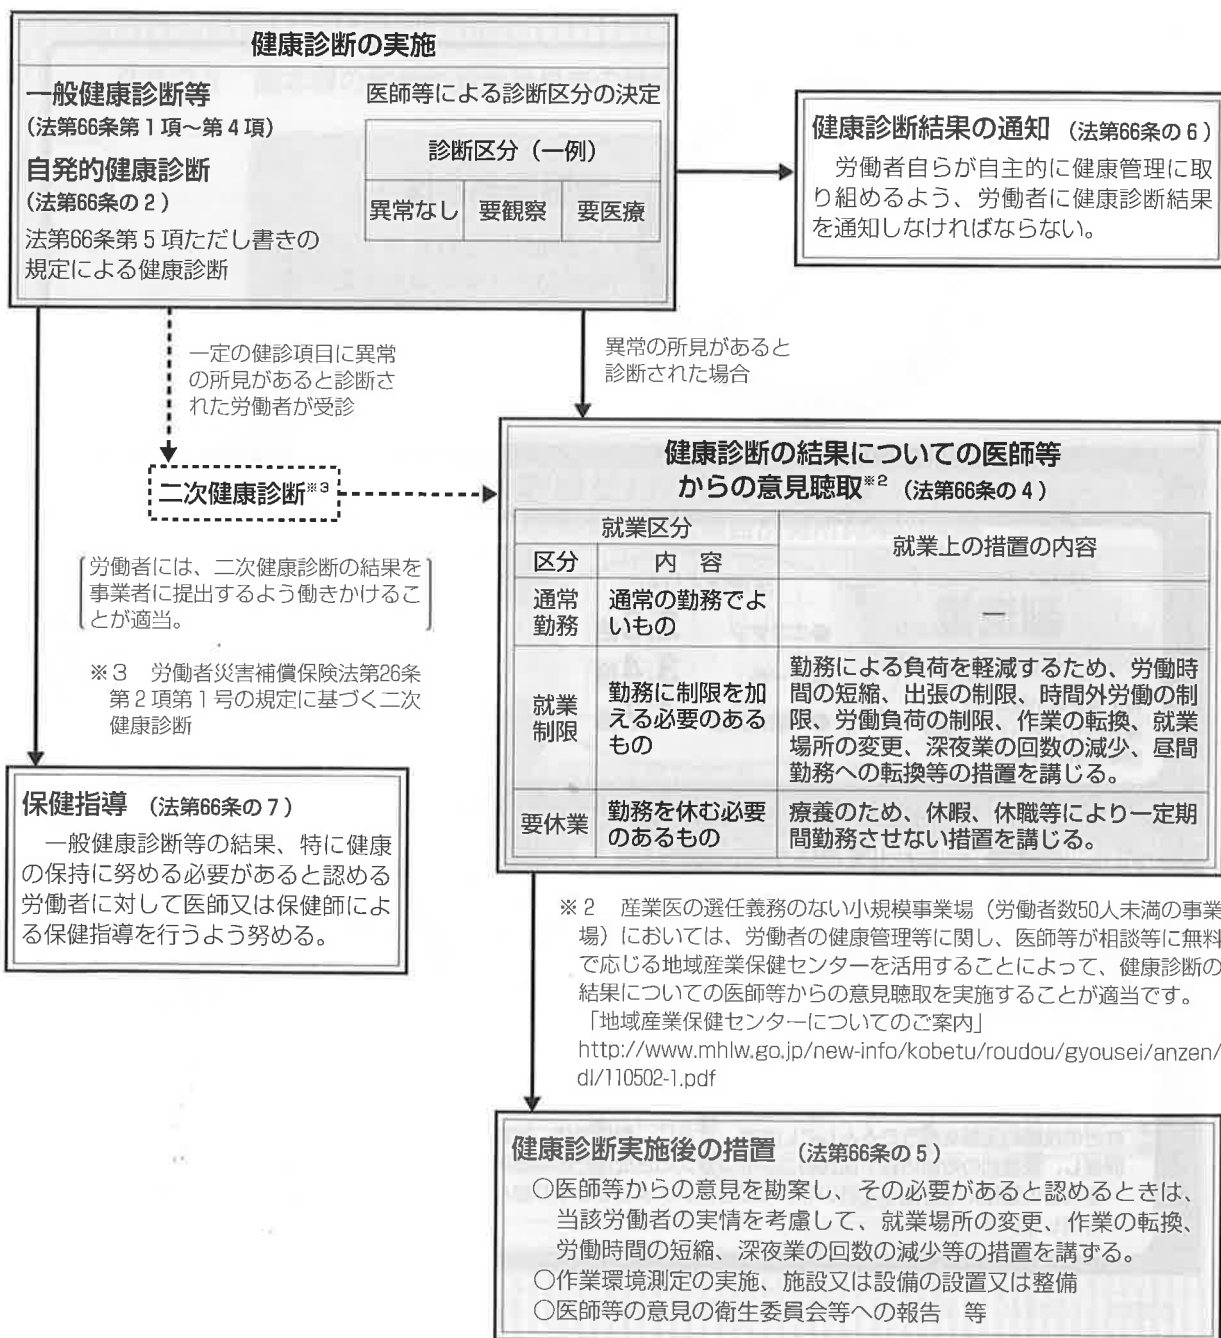 健康診断の実施
一般健康診断等
(法第66条第1項～第4項)
自発的健康診断
(法第66条の2)
法第66条第5項ただし書きの
規定による健康診断
医師等による診断区分の決定
診断区分（一例）
異常なし 要観察 要医療
健康診断結果の通知 （法第66条の6）
労働者自らが自主的に健康管理に取
り組めるよう、労働者に健康診断結果
を通知しなければならない。
一定の健診項目に異常
の所見があると診断さ
れた労働者が受診
異常の所見があると
診断された場合
二次健康診断※3
労働者には、二次健康診断の結果を
事業者に提出するよう働きかけるこ
とが適当。
※3 労働者災害補償保険法第26条
第2項第1号の規定に基づく二次
健康診断
健康診断の結果についての医師等
からの意見聴取※2 （法第66条の4）
就業区分 就業上の措置の内容
区分 内 容
通常
勤務
通常の勤務でよ
いもの
―
就業
制限
勤務に制限を加
える必要のある
もの
勤務による負荷を軽減するため、労働時
間の短縮、出張の制限、時間外労働の制
限、労働負荷の制限、作業の転換、就業
場所の変更、深夜業の回数の減少、昼間
勤務への転換等の措置を講じる。
要休業
勤務を休む必要
のあるもの
療養のため、休暇、休職等により一定期
間勤務させない措置を講じる。
保健指導 （法第66条の7）
一般健康診断等の結果、特に健康
の保持に努める必要があると認める
労働者に対して医師又は保健師によ
る保健指導を行うよう努める。
※2 産業医の選任義務のない小規模事業場（労働者数50人未満の事業
場）においては、労働者の健康管理等に関し、医師等が相談等に無料
で応じる地域産業保健センターを活用することによって、健康診断の
結果についての医師等からの意見聴取を実施することが適当です。
「地域産業保健センターについてのご案内」
http://www.mhlw.go.jp/new-info/kobetu/roudou/gyousei/anzen/
dl/110502-1.pdf
健康診断実施後の措置 （法第66条の5）
○医師等からの意見を勘案し、その必要があると認めるときは、
当該労働者の実情を考慮して、就業場所の変更、作業の転換、
労働時間の短縮、深夜業の回数の減少等の措置を講ずる。
○作業環境測定の実施、施設又は設備の設置又は整備
○医師等の意見の衛生委員会等への報告 等